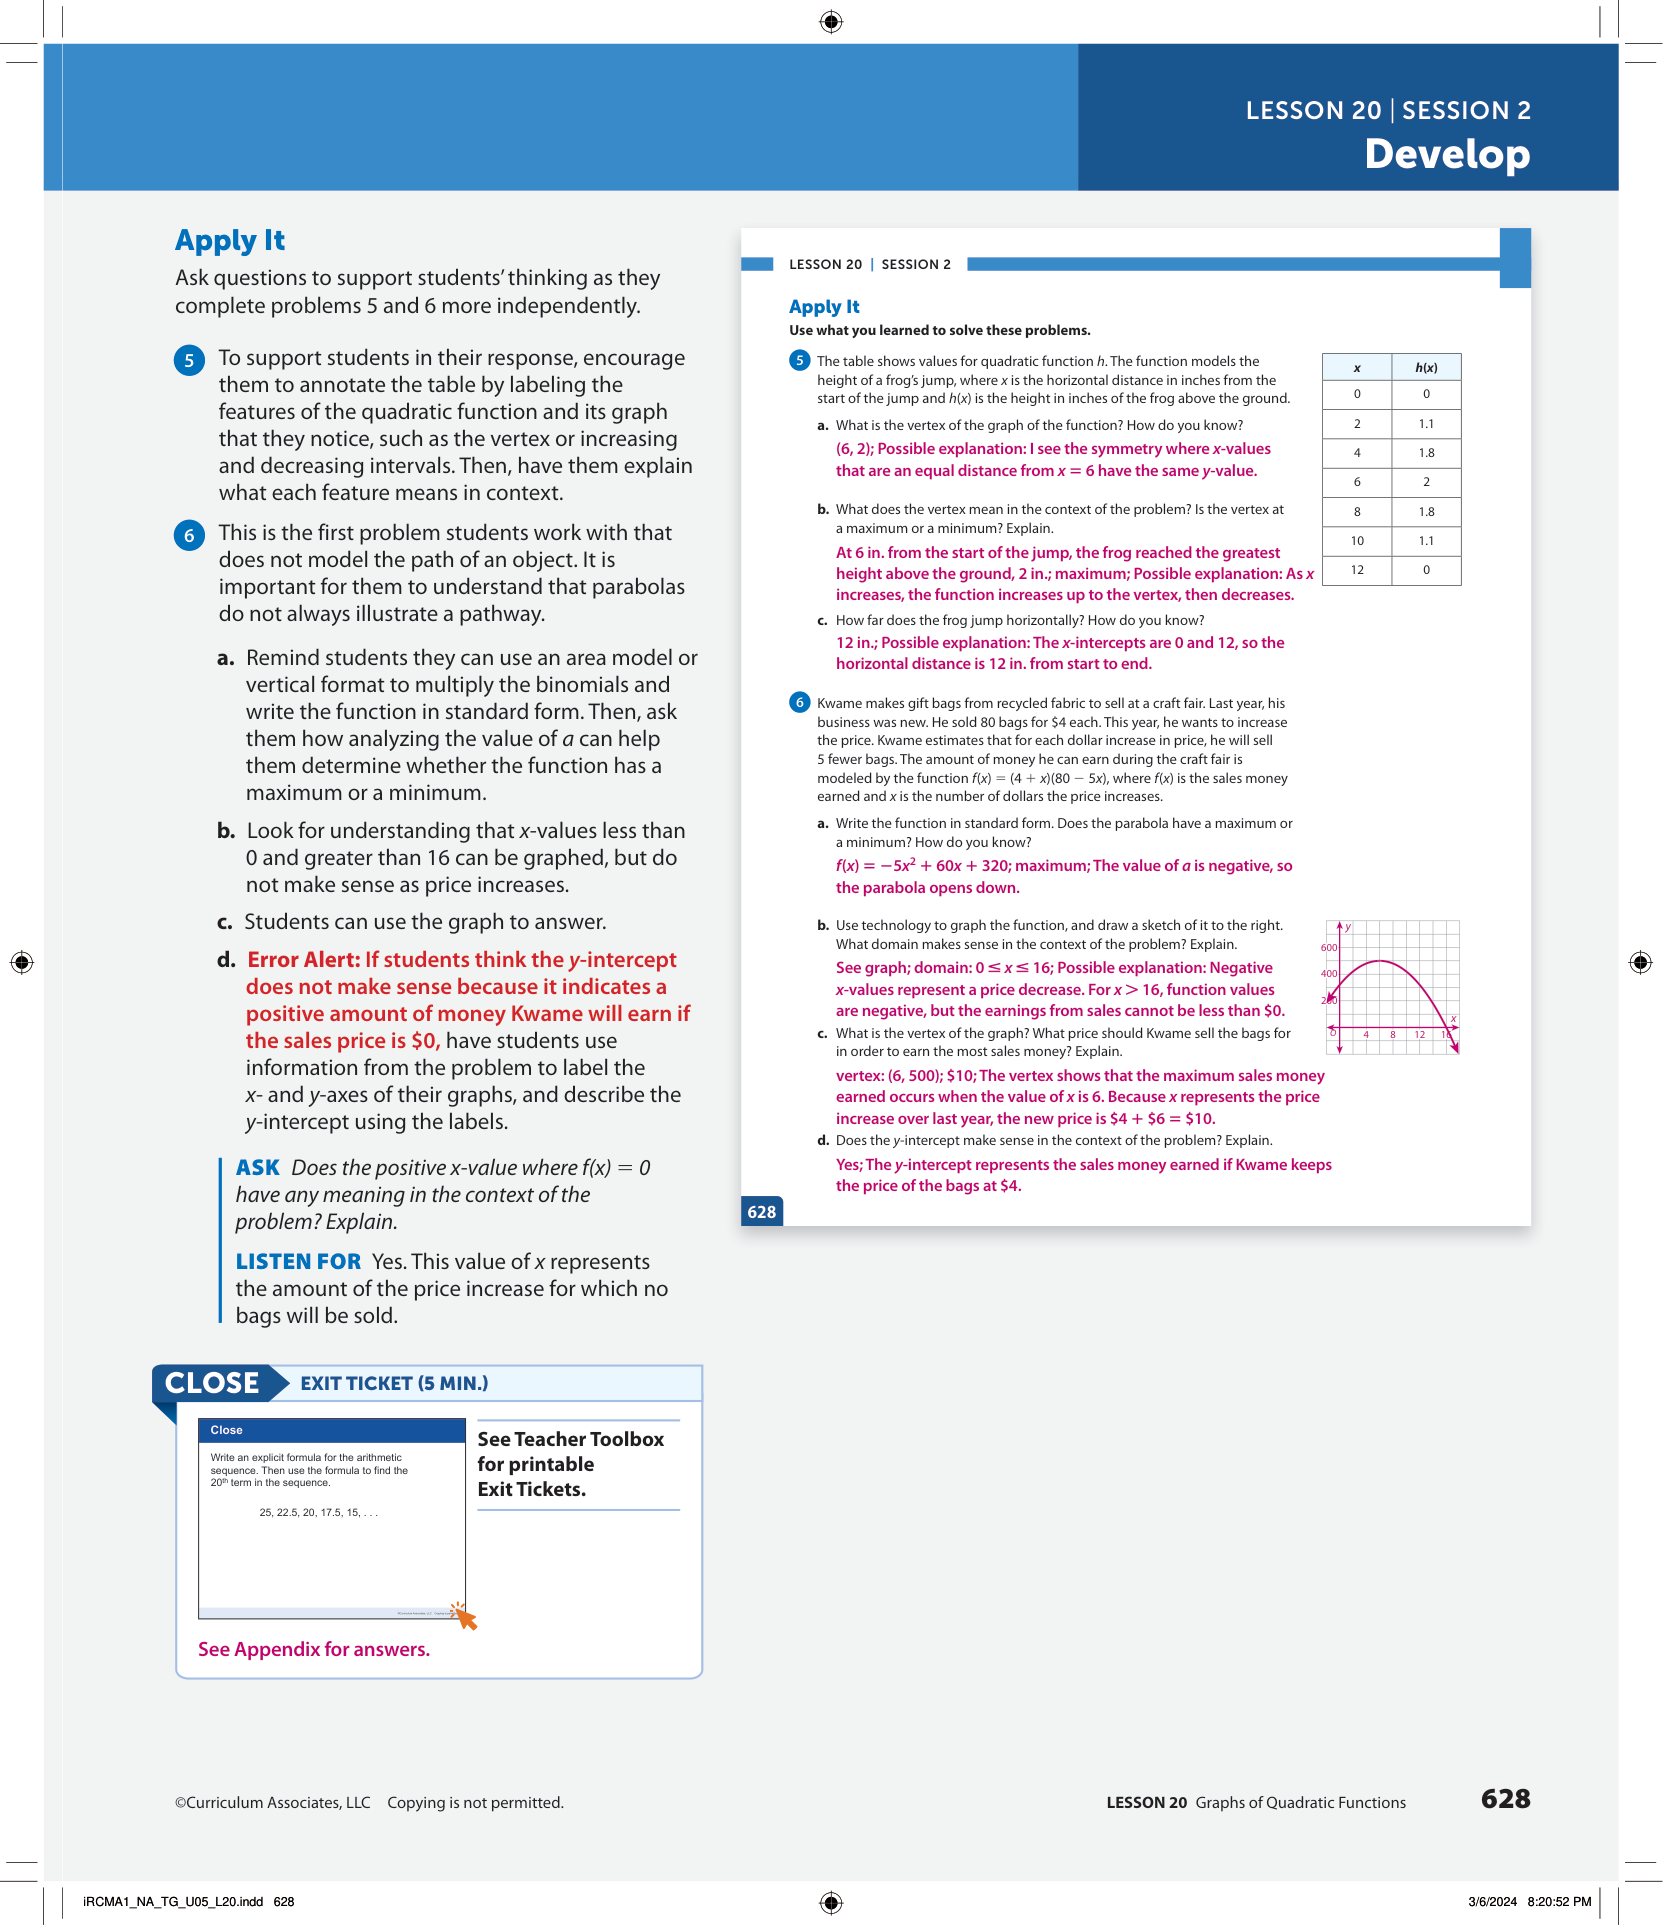 LESSON 20 | SESSION 2
Develop
Apply It
Ask questions to support students’ thinking as they
complete problems 5 and 6 more independently.
5 To support students in their response, encourage
them to annotate the table by labeling the
features of the quadratic function and its graph
that they notice, such as the vertex or increasing
and decreasing intervals. Then, have them explain
what each feature means in context.
6 This is the first problem students work with that
does not model the path of an object. It is
important for them to understand that parabolas
do not always illustrate a pathway.
a. Remind students they can use an area model or
vertical format to multiply the binomials and
write the function in standard form. Then, ask
them how analyzing the value of a can help
them determine whether the function has a
maximum or a minimum.
b. Look for understanding that x-values less than
0 and greater than 16 can be graphed, but do
not make sense as price increases.
c. Students can use the graph to answer.
d. Error Alert: If students think the y-intercept
does not make sense because it indicates a
positive amount of money Kwame will earn if
the sales price is $0, have students use
information from the problem to label the
x- and y-axes of their graphs, and describe the
y-intercept using the labels.
ASK Does the positive x-value where f(x) = 0
have any meaning in the context of the
problem? Explain.
LISTEN FOR Yes. This value of x represents
the amount of the price increase for which no
bags will be sold.
CLOSE EXIT TICKET (5 MIN.)
Close
Write an explicit formula for the arithmetic
sequence. Then use the formula to find the
20th term in the sequence.
25, 22.5, 20, 17.5, 15, . . .
See Teacher Toolbox
for printable
Exit Tickets.
See Appendix for answers.
LESSON 20 | SESSION 2
Apply It
Use what you learned to solve these problems.
5 The table shows values for quadratic function h. The function models the
height of a frog’s jump, where x is the horizontal distance in inches from the
start of the jump and h(x) is the height in inches of the frog above the ground.
a. What is the vertex of the graph of the function? How do you know?
(6, 2); Possible explanation: I see the symmetry where x-values
that are an equal distance from x = 6 have the same y-value.
b. What does the vertex mean in the context of the problem? Is the vertex at
a maximum or a minimum? Explain.
At 6 in. from the start of the jump, the frog reached the greatest
height above the ground, 2 in.; maximum; Possible explanation: As x
increases, the function increases up to the vertex, then decreases.
c. How far does the frog jump horizontally? How do you know?
12 in.; Possible explanation: The x-intercepts are 0 and 12, so the
horizontal distance is 12 in. from start to end.
x h(x)
0 0
2 1.1
4 1.8
6 2
8 1.8
10 1.1
12 0
6 Kwame makes gift bags from recycled fabric to sell at a craft fair. Last year, his
business was new. He sold 80 bags for $4 each. This year, he wants to increase
the price. Kwame estimates that for each dollar increase in price, he will sell
5 fewer bags. The amount of money he can earn during the craft fair is
modeled by the function f(x) = (4 + x)(80 − 5x), where f(x) is the sales money
earned and x is the number of dollars the price increases.
a. Write the function in standard form. Does the parabola have a maximum or
a minimum? How do you know?
f(x) = −5x² + 60x + 320; maximum; The value of a is negative, so
the parabola opens down.
b. Use technology to graph the function, and draw a sketch of it to the right.
What domain makes sense in the context of the problem? Explain.
See graph; domain: 0 ≤ x ≤ 16; Possible explanation: Negative
x-values represent a price decrease. For x > 16, function values
are negative, but the earnings from sales cannot be less than $0.
y
600
400
200
x
O 4 8 12 16
c. What is the vertex of the graph? What price should Kwame sell the bags for
in order to earn the most sales money? Explain.
vertex: (6, 500); $10; The vertex shows that the maximum sales money
earned occurs when the value of x is 6. Because x represents the price
increase over last year, the new price is $4 + $6 = $10.
d. Does the y-intercept make sense in the context of the problem? Explain.
Yes; The y-intercept represents the sales money earned if Kwame keeps
the price of the bags at $4.
628
©Curriculum Associates, LLC Copying is not permitted.
LESSON 20 Graphs of Quadratic Functions 628
iRCMA1_NA_TG_U05_L20.indd 628
3/6/2024 8:20:52 PM